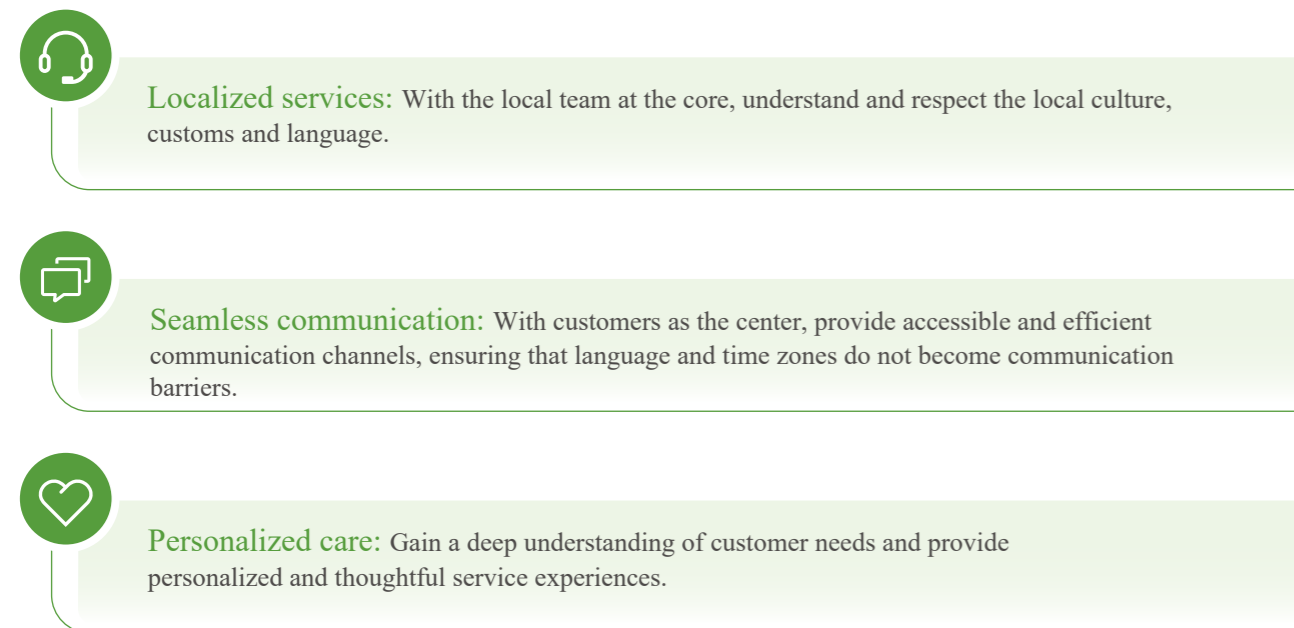 Localized services: With the local team at the core, understand and respect the local culture,
customs and language.
Seamless communication: With customers as the center, provide accessible and efficient
communication channels, ensuring that language and time zones do not become communication
barriers.
Personalized care: Gain a deep understanding of customer needs and provide
personalized and thoughtful service experiences.